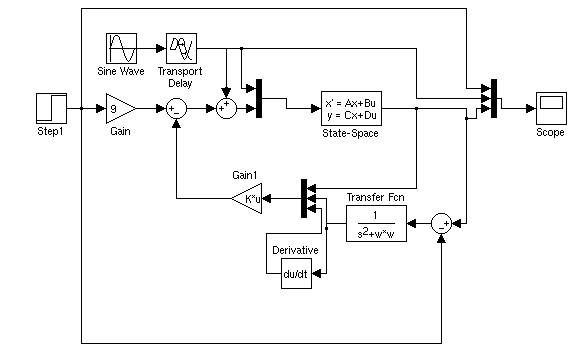 Sine Wave
Transport
Delay
Step1
9
Gain
+
−
+
x' = Ax+Bu
y = Cx+Du
State-Space
Scope
Gain1
K*u
Transfer Fcn
1
s2+w*w
−
+
Derivative
du/dt